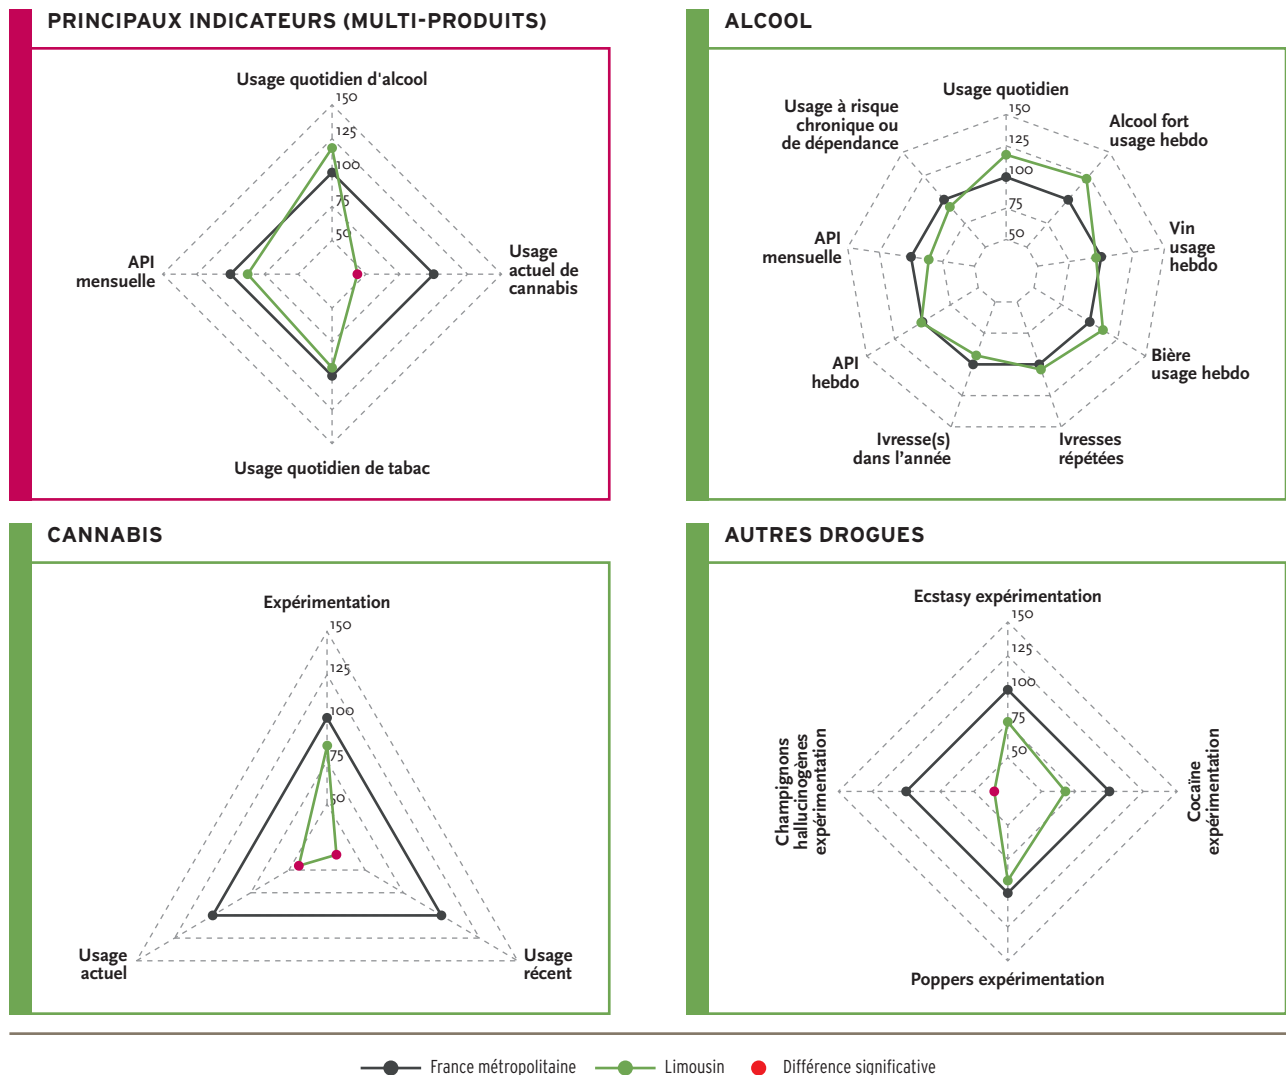 PRINCIPAUX INDICATEURS (MULTI-PRODUITS)
Usage quotidien d'alcool
150
125
100
75
50
Usage
actuel de
cannabis
API
mensuelle
Usage quotidien de tabac
ALCOOL
Usage quotidien
150
125
100
75
50
Usage à risque
chronique ou
de dépendance
Alcool fort
usage hebdo
Vin
usage
hebdo
API
mensuelle
Bière
usage hebdo
API
hebdo
Ivresse(s)
dans l'année
Ivresses
répétées
CANNABIS
Expérimentation
150
125
100
75
50
Usage
actuel
Usage
récent
AUTRES DROGUES
Ecstasy expérimentation
150
125
100
75
50
Champignons
hallucinogènes
expérimentation
Cocaïne
expérimentation
Poppers expérimentation
France métropolitaine Limousin Différence significative